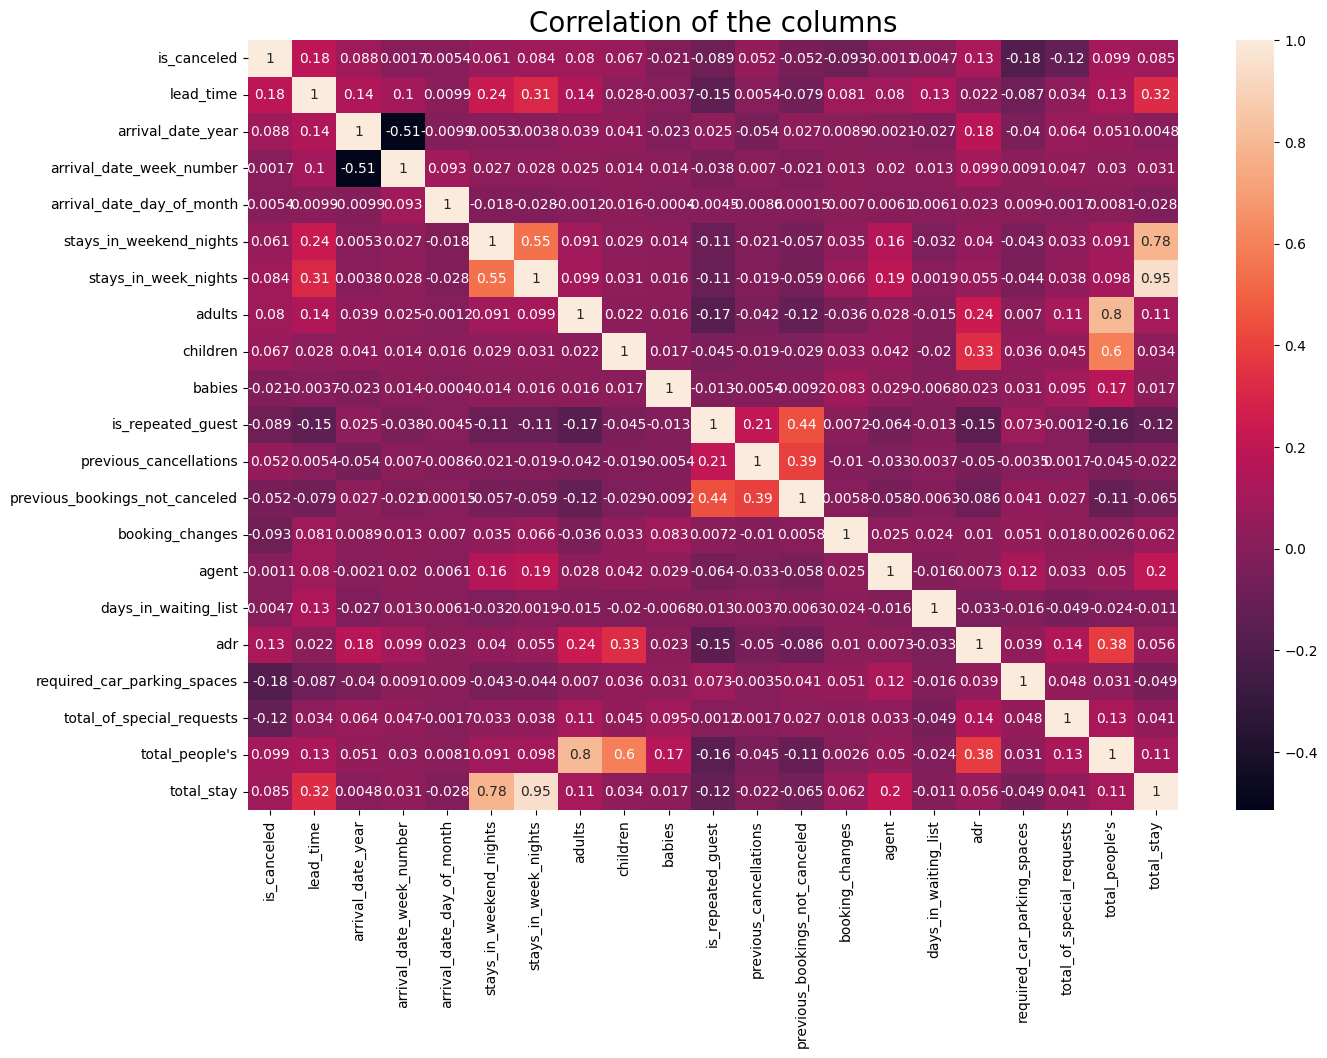 Correlation of the columns
is_canceled 1 0.18 0.088 0.0017 0.0054 0.061 0.084 0.08 0.067 -0.021 -0.089 0.052 -0.052 -0.093 -0.0011 0.0047 0.13 -0.18 -0.12 0.099 0.085
lead_time 0.18 1 0.14 0.1 0.0099 0.24 0.31 0.14 0.028 -0.0037 -0.15 0.0054 -0.079 0.081 0.08 0.13 0.022 -0.087 0.034 0.13 0.32
arrival_date_year 0.088 0.14 1 -0.51 -0.0099 0.0053 0.0038 0.039 0.041 -0.023 0.025 -0.054 0.027 0.0089 -0.0021 -0.027 0.18 -0.04 0.064 0.051 0.0048
arrival_date_week_number 0.0017 0.1 -0.51 1 0.093 0.027 0.028 0.025 0.014 0.014 -0.038 0.007 -0.021 0.013 0.02 0.013 0.099 0.0091 0.047 0.03 0.031
arrival_date_day_of_month 0.0054 0.0099 -0.0099 0.093 1 -0.018 -0.028 -0.0012 0.016 -0.0004 -0.0045 -0.0086 0.00015 0.007 0.0061 0.0061 0.023 0.009 -0.0017 0.0081 -0.028
stays_in_weekend_nights 0.061 0.24 0.0053 0.027 -0.018 1 0.55 0.091 0.029 0.014 -0.11 -0.021 -0.057 0.035 0.16 -0.032 0.04 -0.043 0.033 0.091 0.78
stays_in_week_nights 0.084 0.31 0.0038 0.028 -0.028 0.55 1 0.099 0.031 0.016 -0.11 -0.019 -0.059 0.066 0.19 0.0019 0.055 -0.044 0.038 0.098 0.95
adults 0.08 0.14 0.039 0.025 -0.0012 0.091 0.099 1 0.022 0.016 -0.17 -0.042 -0.12 -0.036 0.028 -0.015 0.24 0.007 0.11 0.8 0.11
children 0.067 0.028 0.041 0.014 0.016 0.029 0.031 0.022 1 0.017 -0.045 -0.019 -0.029 0.033 0.042 -0.02 0.33 0.036 0.045 0.6 0.034
babies -0.021 -0.0037 -0.023 0.014 -0.0004 0.014 0.016 0.016 0.017 1 -0.013 -0.0054 -0.0092 0.083 0.029 -0.0068 0.023 0.031 0.095 0.17 0.017
is_repeated_guest -0.089 -0.15 0.025 -0.038 -0.0045 -0.11 -0.11 -0.17 -0.045 -0.013 1 0.21 0.44 0.0072 -0.064 -0.013 -0.15 0.073 -0.0012 -0.16 -0.12
previous_cancellations 0.052 0.0054 -0.054 0.007 -0.0086 -0.021 -0.019 -0.042 -0.019 -0.0054 0.21 1 0.39 -0.01 -0.033 0.0037 -0.05 -0.0035 0.0017 -0.045 -0.022
previous_bookings_not_canceled -0.052 -0.079 0.027 -0.021 0.00015 -0.057 -0.059 -0.12 -0.029 -0.0092 0.44 0.39 1 0.0058 -0.058 -0.0063 -0.086 0.041 0.027 -0.11 -0.065
booking_changes -0.093 0.081 0.0089 0.013 0.007 0.035 0.066 -0.036 0.033 0.083 0.0072 -0.01 0.0058 1 0.025 0.024 0.01 0.051 0.018 0.0026 0.062
agent -0.0011 0.08 -0.0021 0.02 0.0061 0.16 0.19 0.028 0.042 0.029 -0.064 -0.033 -0.058 0.025 1 -0.016 0.0073 0.12 0.033 0.05 0.2
days_in_waiting_list 0.0047 0.13 -0.027 0.013 0.0061 -0.032 0.0019 -0.015 -0.02 -0.0068 -0.013 0.0037 -0.0063 0.024 -0.016 1 -0.033 -0.016 -0.049 -0.024 -0.011
adr 0.13 0.022 0.18 0.099 0.023 0.04 0.055 0.24 0.33 0.023 -0.15 -0.05 -0.086 0.01 0.0073 -0.033 1 0.039 0.14 0.38 0.056
required_car_parking_spaces -0.18 -0.087 -0.04 0.0091 0.009 -0.043 -0.044 0.007 0.036 0.031 0.073 -0.0035 0.041 0.051 0.12 -0.016 0.039 1 0.048 0.031 -0.049
total_of_special_requests -0.12 0.034 0.064 0.047 -0.0017 0.033 0.038 0.11 0.045 0.095 -0.0012 0.0017 0.027 0.018 0.033 -0.049 0.14 0.048 1 0.13 0.041
total_people's 0.099 0.13 0.051 0.03 0.0081 0.091 0.098 0.8 0.6 0.17 -0.16 -0.045 -0.11 0.0026 0.05 -0.024 0.38 0.031 0.13 1 0.11
total_stay 0.085 0.32 0.0048 0.031 -0.028 0.78 0.95 0.11 0.034 0.017 -0.12 -0.022 -0.065 0.062 0.2 -0.011 0.056 -0.049 0.041 0.11 1
is_canceled
lead_time
arrival_date_year
arrival_date_week_number
arrival_date_day_of_month
stays_in_weekend_nights
stays_in_week_nights
adults
children
babies
is_repeated_guest
previous_cancellations
previous_bookings_not_canceled
booking_changes
agent
days_in_waiting_list
adr
required_car_parking_spaces
total_of_special_requests
total_people's
total_stay
1.0
0.8
0.6
0.4
0.2
0.0
−0.2
−0.4